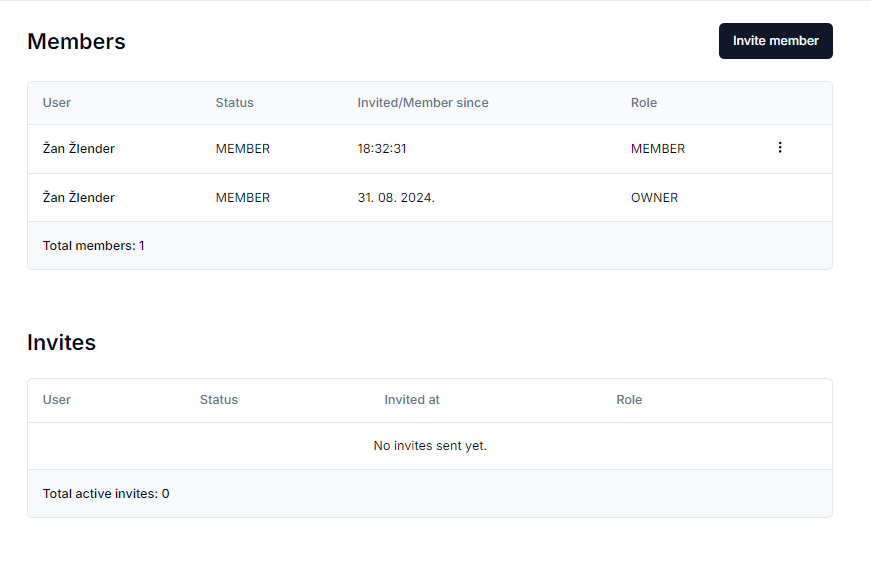 Members
Invite member
User Status Invited/Member since Role
Žan Žlender MEMBER 18:32:31 MEMBER
Žan Žlender MEMBER 31. 08. 2024. OWNER
Total members: 1
Invites
User Status Invited at Role
No invites sent yet.
Total active invites: 0